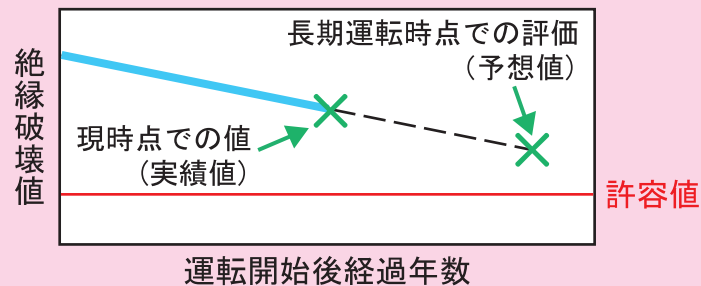 長期運転時点での評価
（予想値）
絶縁破壊値
現時点での値
（実績値）
許容値
運転開始後経過年数